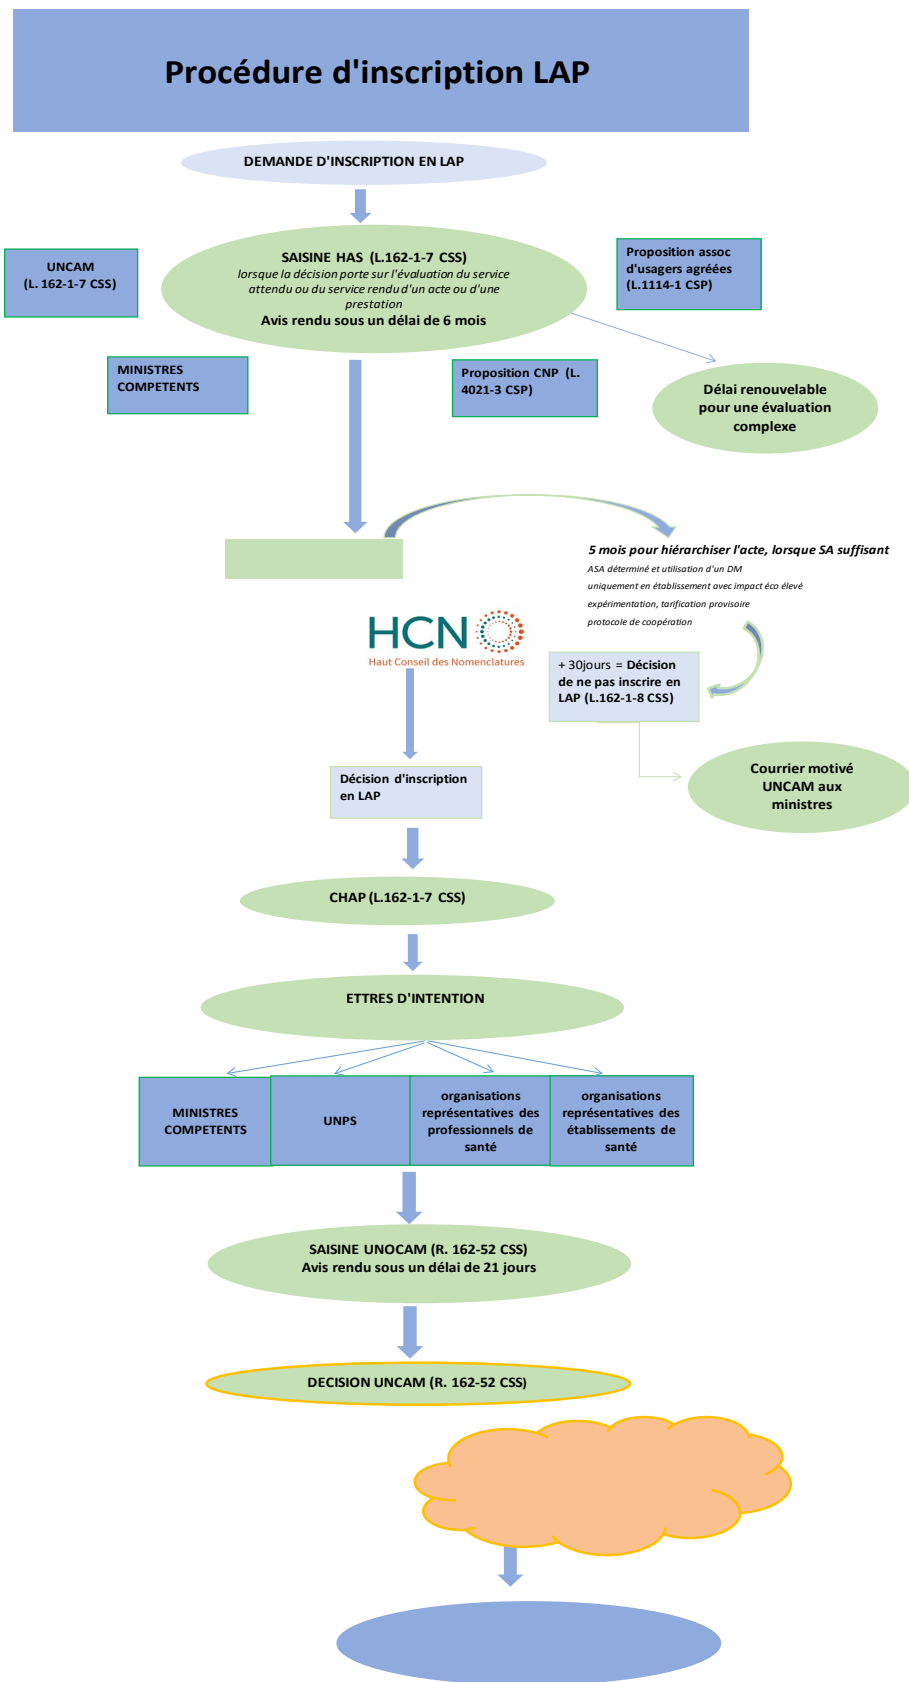 Procédure d'inscription LAP
DEMANDE D'INSCRIPTION EN LAP
SAISINE HAS (L.162-1-7 CSS)
lorsque la décision porte sur l'évaluation du service
attendu ou du service rendu d'un acte ou d'une
prestation
Avis rendu sous un délai de 6 mois
UNCAM
(L. 162-1-7 CSS)
Proposition assoc
d'usagers agréées
(L.1114-1 CSP)
MINISTRES
COMPETENTS
Proposition CNP (L.
4021-3 CSP)
Délai renouvelable
pour une évaluation
complexe
5 mois pour hiérarchiser l'acte, lorsque SA suffisant
ASA déterminé et utilisation d'un DM
uniquement en établissement avec impact éco élevé
expérimentation, tarification provisoire
protocole de coopération
HCN
Haut Conseil des Nomenclatures
+ 30jours = Décision
de ne pas inscrire en
LAP (L.162-1-8 CSS)
Courrier motivé
UNCAM aux
ministres
Décision d'inscription
en LAP
CHAP (L.162-1-7 CSS)
ETTRES D'INTENTION
MINISTRES
COMPETENTS
UNPS
organisations
représentatives des
professionnels de
santé
organisations
représentatives des
établissements de
santé
SAISINE UNOCAM (R. 162-52 CSS)
Avis rendu sous un délai de 21 jours
DECISION UNCAM (R. 162-52 CSS)